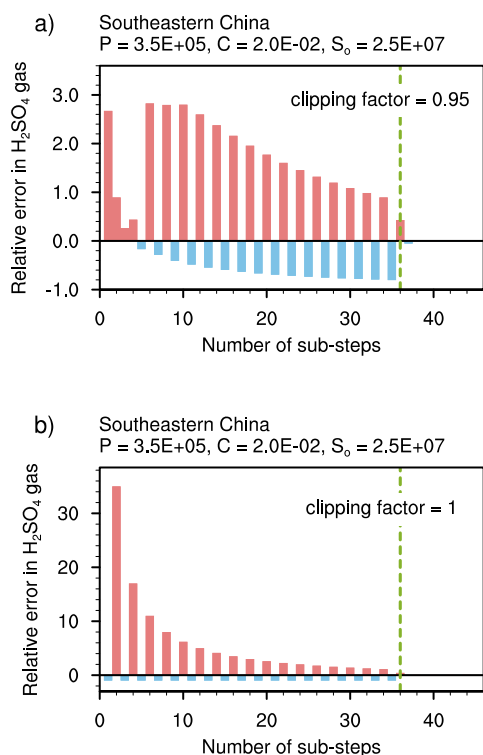 a)
Southeastern China
P = 3.5E+05, C = 2.0E-02, Sₒ = 2.5E+07
clipping factor = 0.95
Relative error in H₂SO₄ gas
3.0
2.0
1.0
0.0
-1.0
0 10 20 30 40
Number of sub-steps
b)
Southeastern China
P = 3.5E+05, C = 2.0E-02, Sₒ = 2.5E+07
clipping factor = 1
Relative error in H₂SO₄ gas
30
20
10
0
0 10 20 30 40
Number of sub-steps